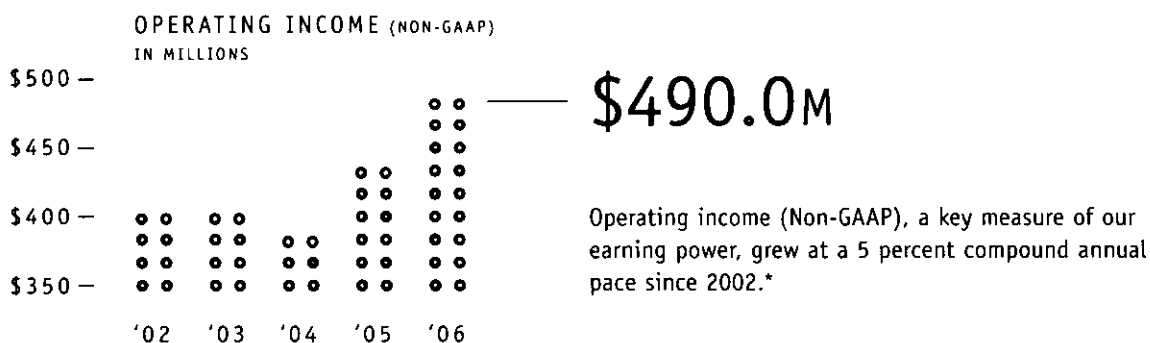 OPERATING INCOME (NON-GAAP)
IN MILLIONS
$500 –
$450 –
$400 –
$350 –
'02 '03 '04 '05 '06
$490.0M
Operating income (Non-GAAP), a key measure of our
earning power, grew at a 5 percent compound annual
pace since 2002.*